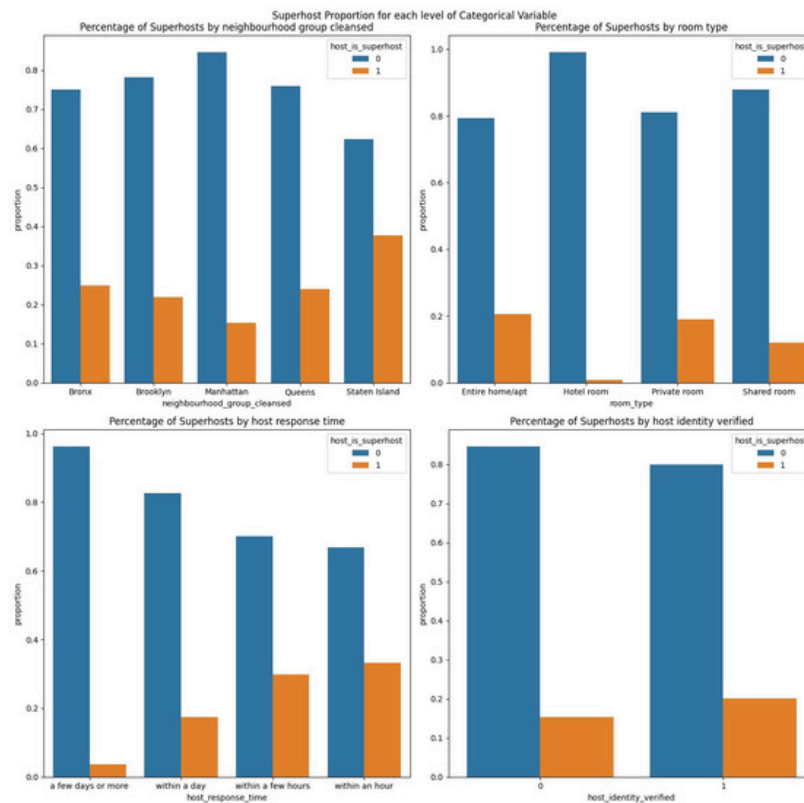 Superhost Proportion for each level of Categorical Variable
Percentage of Superhosts by neighbourhood group cleansed
host_is_superhost
0
1
0.8
0.7
0.6
0.5
0.4
0.3
0.2
0.1
0.0
proportion
Bronx Brooklyn Manhattan Queens Staten Island
neighbourhood_group_cleansed
Percentage of Superhosts by room type
host_is_superhost
0
1
1.0
0.8
0.6
0.4
0.2
0.0
proportion
Entire home/apt Hotel room Private room Shared room
room_type
Percentage of Superhosts by host response time
host_is_superhost
0
1
1.0
0.8
0.6
0.4
0.2
0.0
proportion
a few days or more within a day within a few hours within an hour
host_response_time
Percentage of Superhosts by host identity verified
host_is_superhost
0
1
0.8
0.7
0.6
0.5
0.4
0.3
0.2
0.1
0.0
proportion
0 1
host_identity_verified